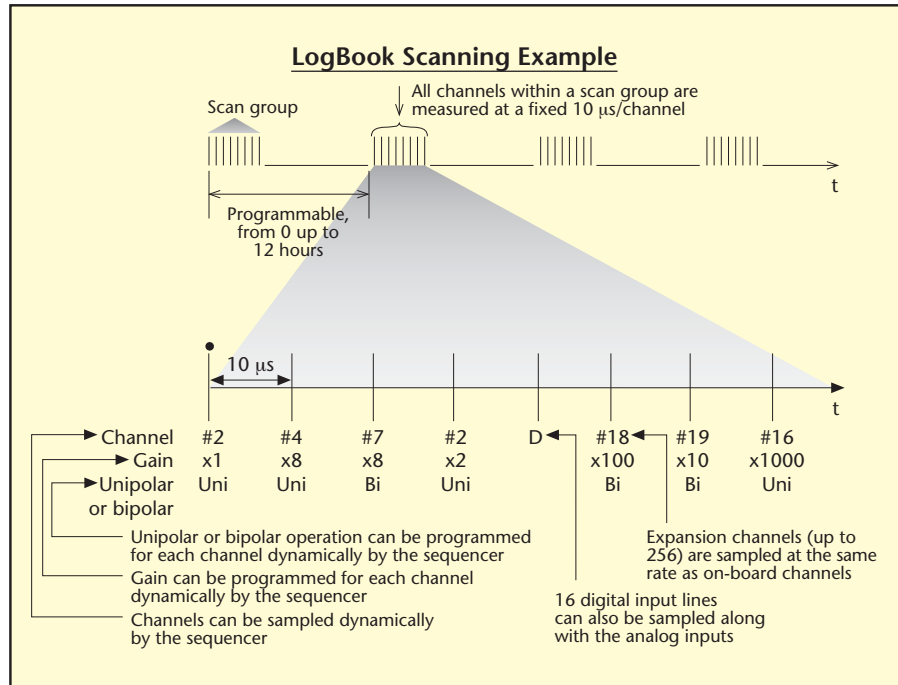 LogBook Scanning Example
Scan group
All channels within a scan group are
measured at a fixed 10 µs/channel
t
Programmable,
from 0 up to
12 hours
10 µs
t
Channel #2 #4 #7 #2 D #18 #19 #16
Gain x1 x8 x8 x2 x100 x10 x1000
Unipolar Uni Uni Bi Uni Bi Bi Uni
or bipolar
Unipolar or bipolar operation can be programmed
for each channel dynamically by the sequencer
Gain can be programmed for each channel
dynamically by the sequencer
Channels can be sampled dynamically
by the sequencer
Expansion channels (up to
256) are sampled at the same
rate as on-board channels
16 digital input lines
can also be sampled along
with the analog inputs